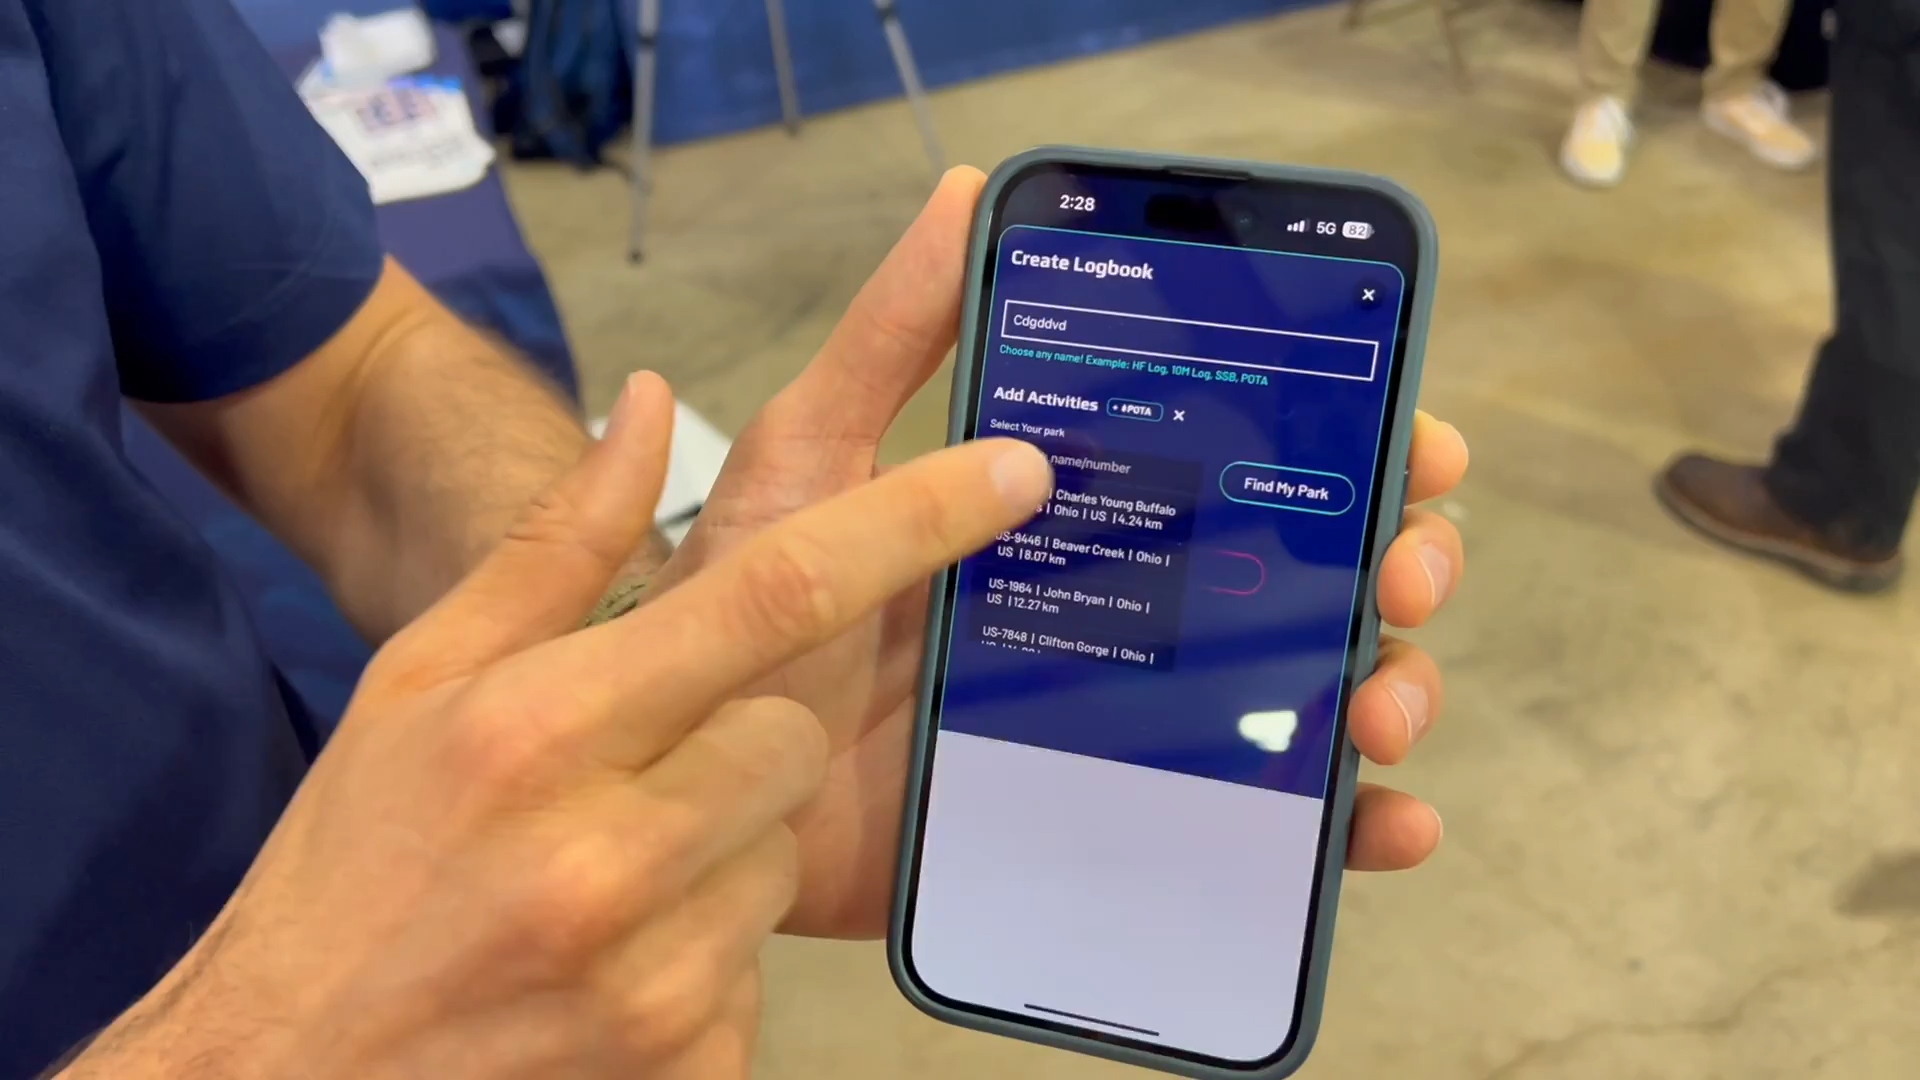 2:28
5G 82
Create Logbook
Cdgddvd
Choose any name! Example: HF Log, 10M Log, SSB, POTA
Add Activities + #POTA
Select Your park
name/number
Find My Park
| Charles Young Buffalo
| Ohio | US | 4.24 km
US-9446 | Beaver Creek | Ohio |
US | 8.07 km
US-1964 | John Bryan | Ohio |
US | 12.27 km
US-7848 | Clifton Gorge | Ohio |